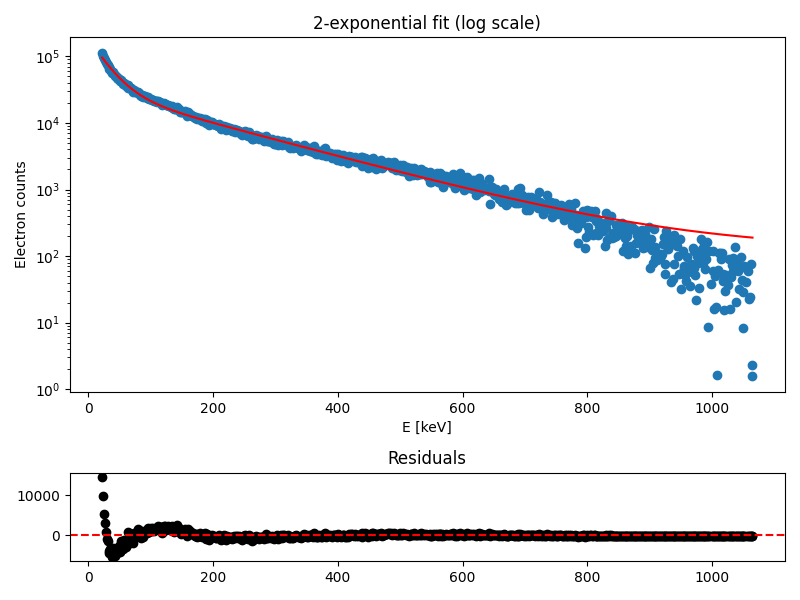 2-exponential fit (log scale)
10^5
10^4
10^3
10^2
10^1
10^0
Electron counts
0 200 400 600 800 1000
E [keV]
Residuals
10000
0
0 200 400 600 800 1000